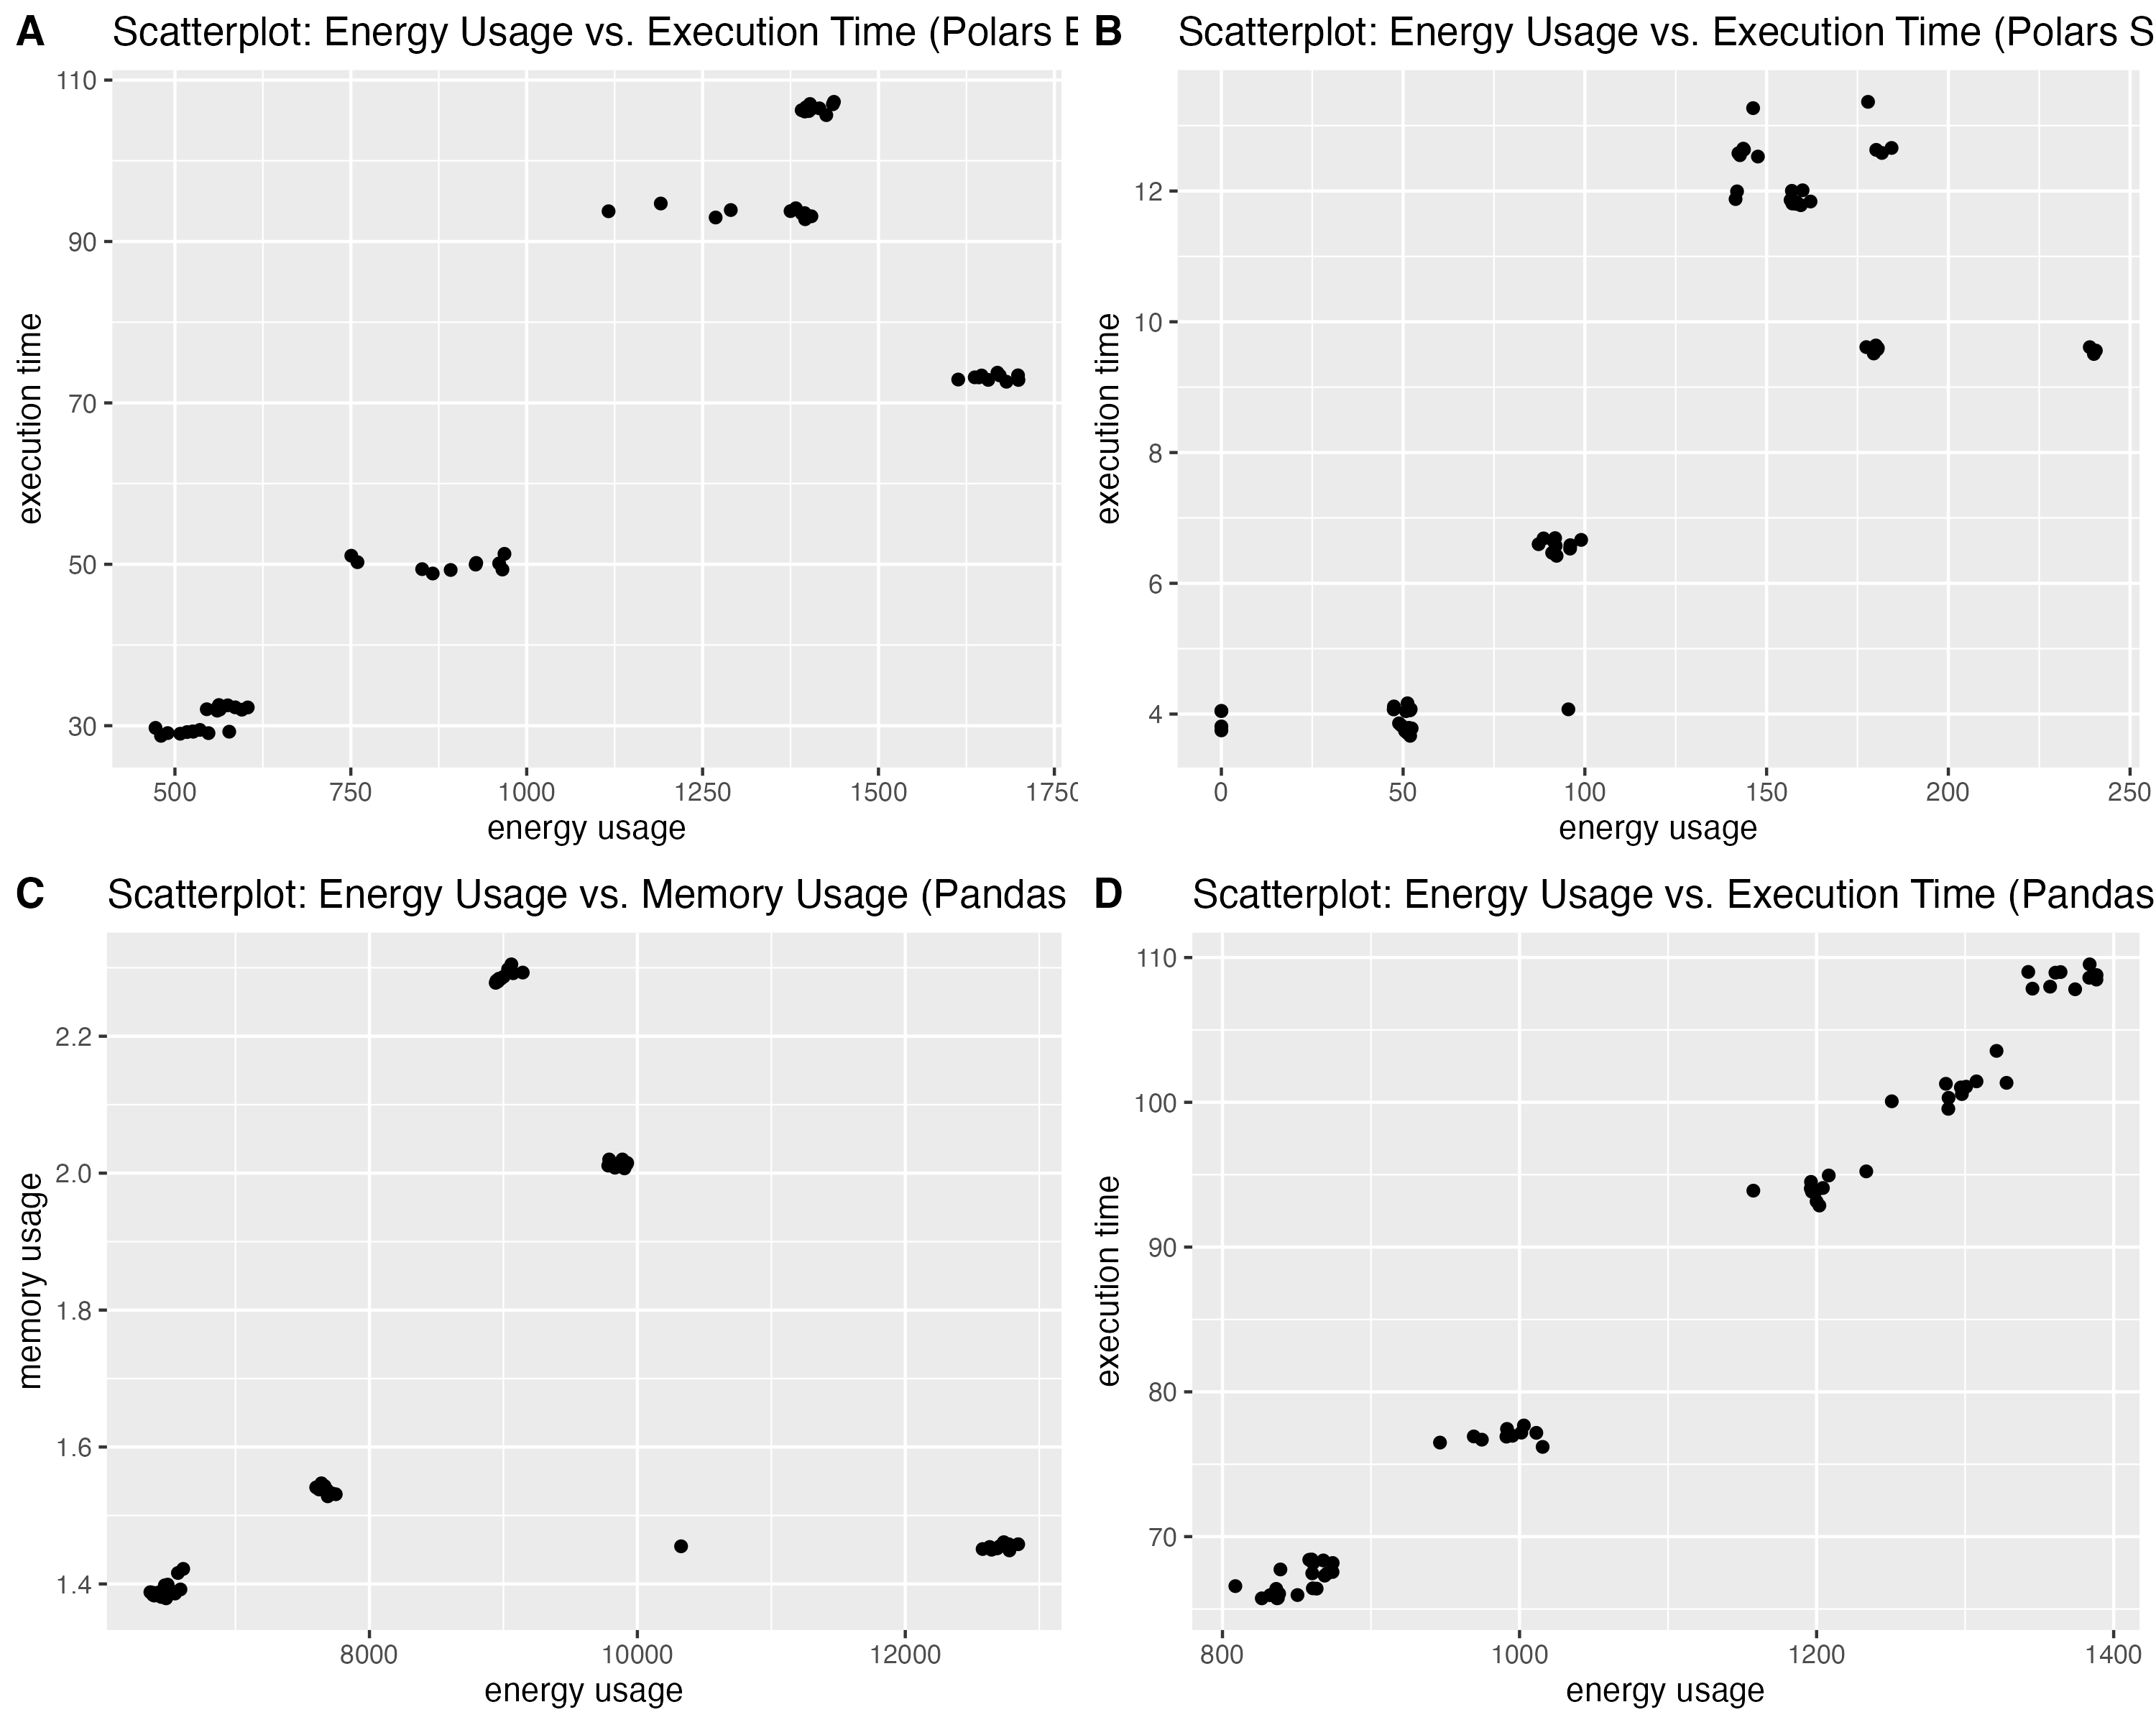 A
Scatterplot: Energy Usage vs. Execution Time (Polars
110
90
70
50
30
500 750 1000 1250 1500 1750
execution time
energy usage
B
Scatterplot: Energy Usage vs. Execution Time (Polars S
12
10
8
6
4
0 50 100 150 200 250
execution time
energy usage
C
Scatterplot: Energy Usage vs. Memory Usage (Pandas
2.2
2.0
1.8
1.6
1.4
8000 10000 12000
memory usage
energy usage
D
Scatterplot: Energy Usage vs. Execution Time (Pandas
110
100
90
80
70
800 1000 1200 1400
execution time
energy usage